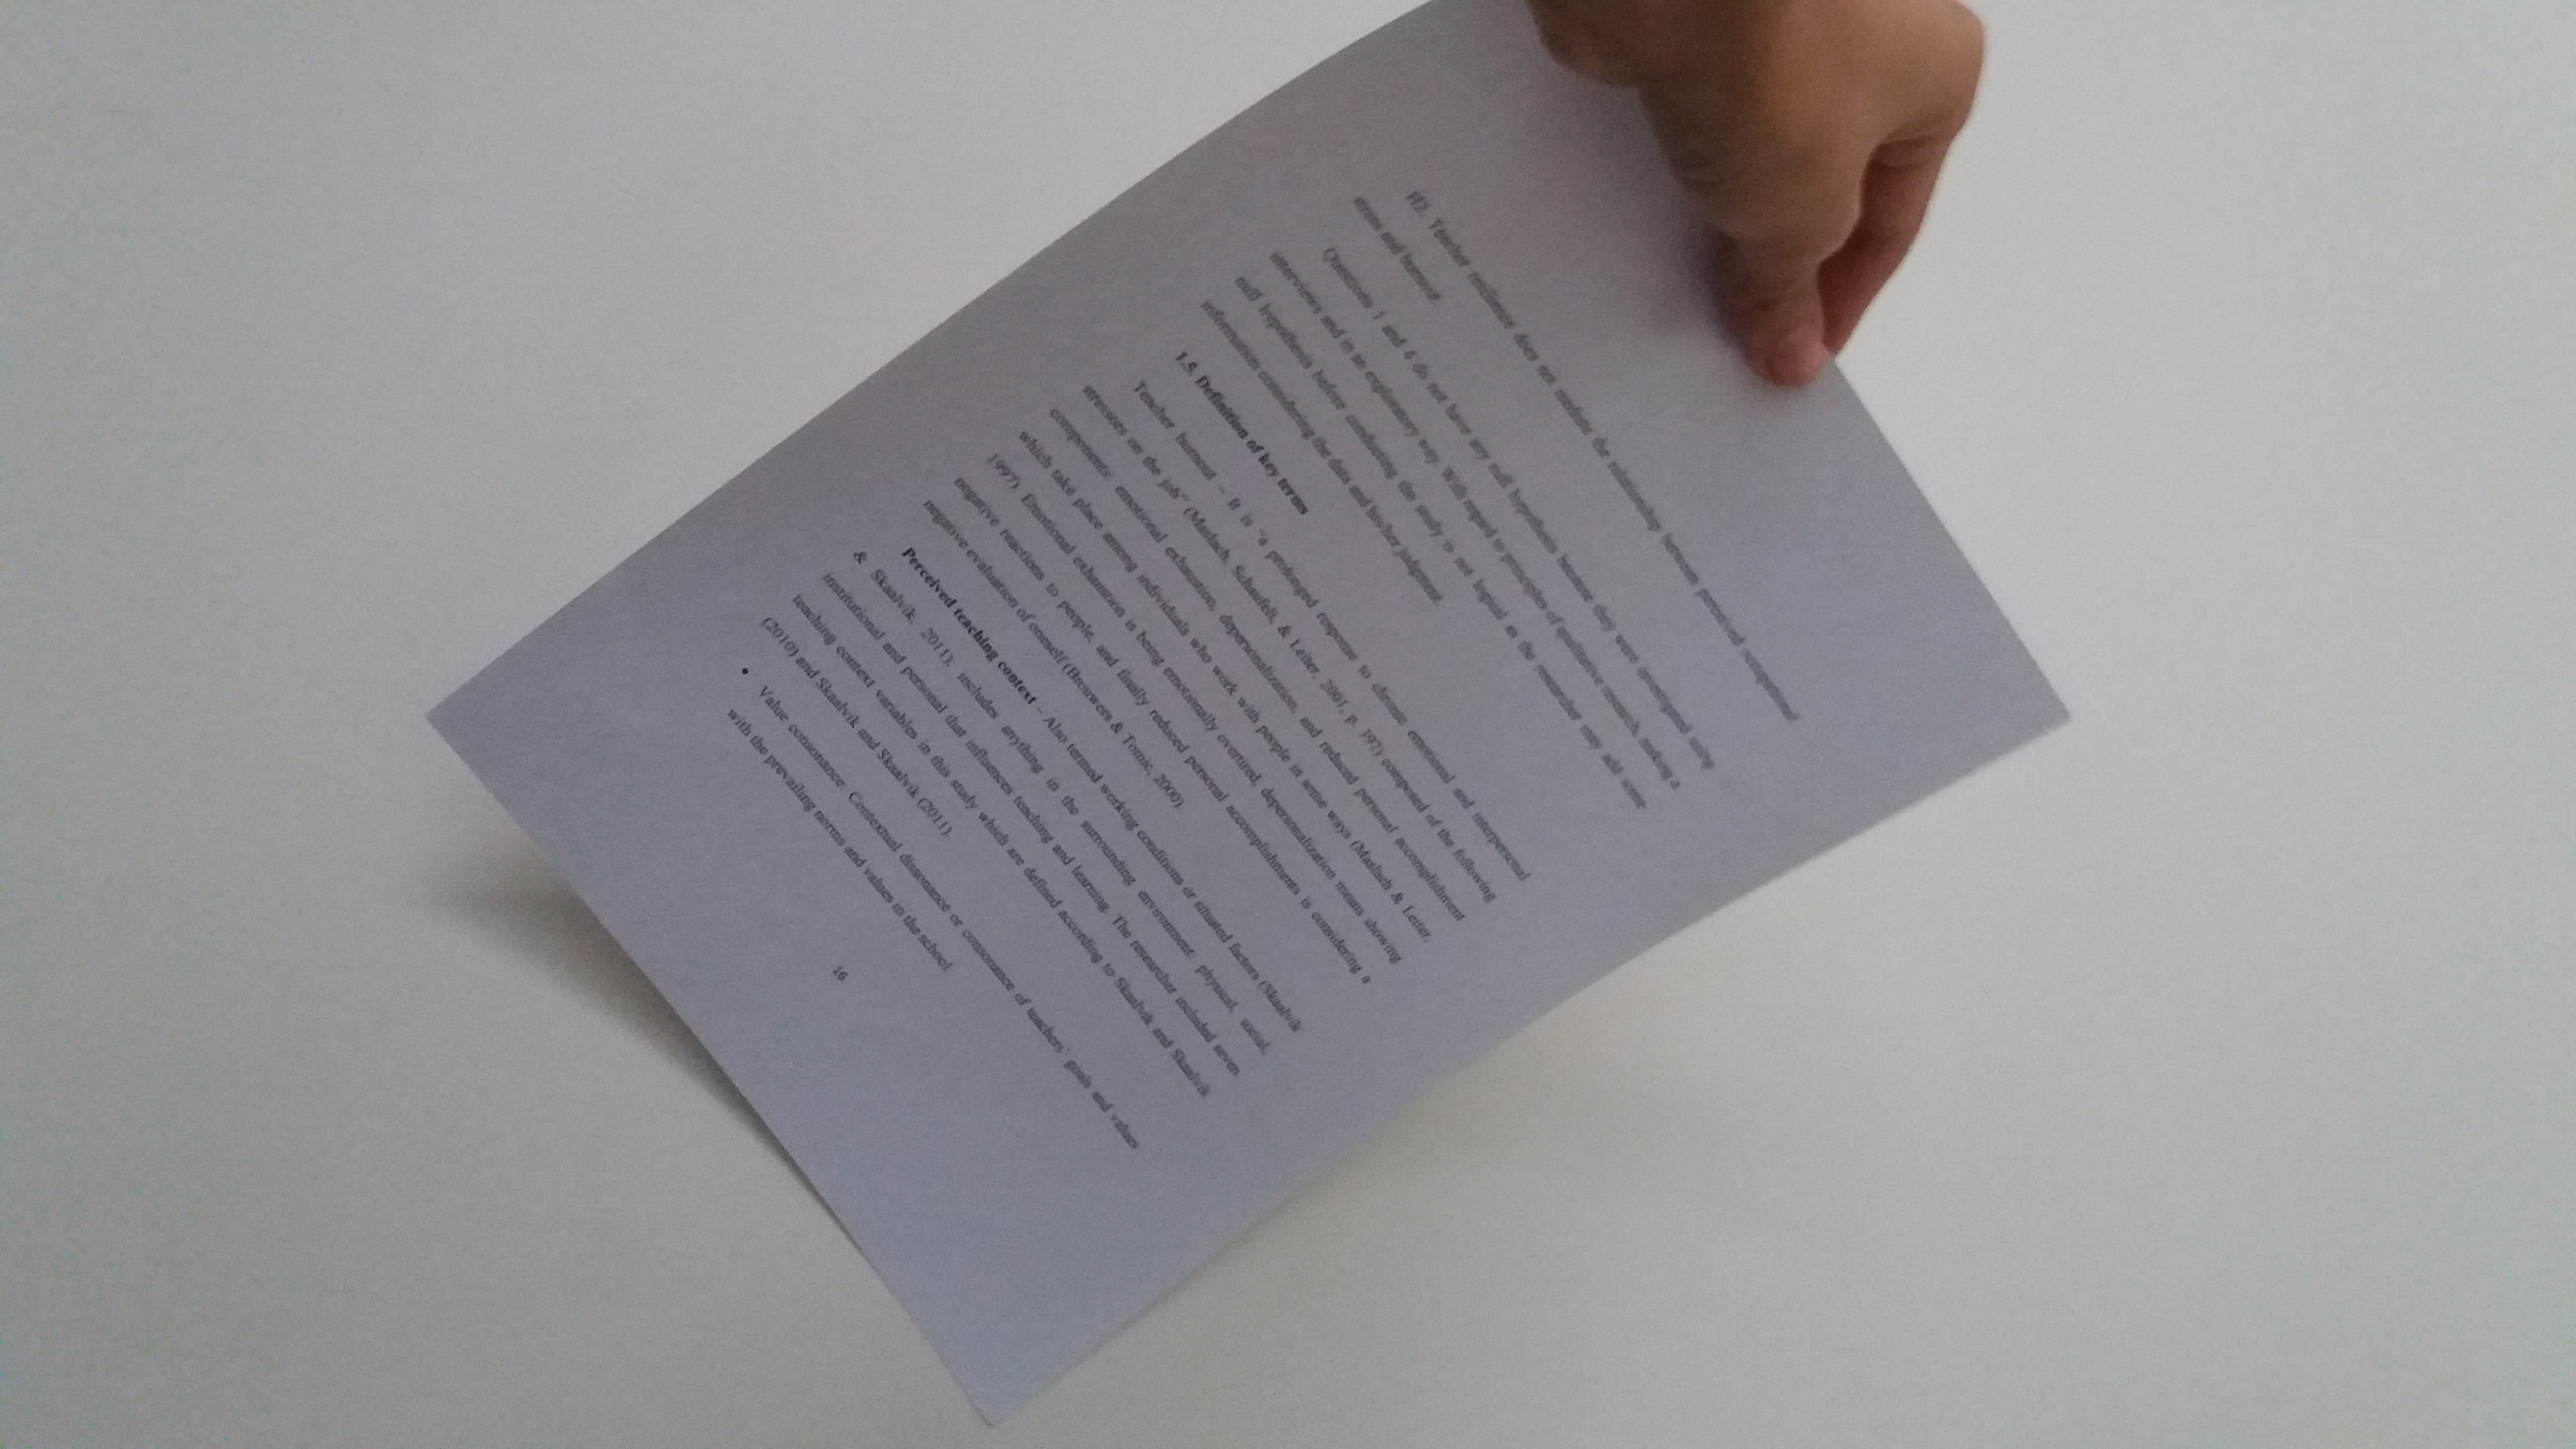 H2. Teacher resilience does not mediate the relationship between perceived occupational
stress and burnout.
Questions 1 and 4 do not have any null hypothesis because they were investigated using
interviews and in an exploratory way. With regard to principles of qualitative research, making a
null hypothesis before conducting the study is not logical as the researcher may add some
information considering the data and his/her judgment.
1.5. Definition of key terms
Teacher burnout – It is "a prolonged response to chronic emotional and interpersonal
stressors on the job" (Maslach, Schaufeli, & Leiter, 2001, p. 397) composed of the following
components: emotional exhaustion, depersonalization, and reduced personal accomplishment
which take place among individuals who work with people in some ways (Maslach & Leiter,
1997). Emotional exhaustion is being emotionally overtired, depersonalization means showing
negative reactions to people, and finally reduced personal accomplishments is considering a
negative evaluation of oneself (Brouwers & Tomic, 2000).
Perceived teaching context – Also termed working conditions or situated factors (Skaalvik
& Skaalvik, 2011), includes anything in the surrounding environment: physical, social,
institutional and personal that influences teaching and learning. The researcher included seven
teaching context variables in this study which are defined according to Skaalvik and Skaalvik
(2010) and Skaalvik and Skaalvik (2011).
• Value consonance: Contextual dissonance or consonance of teachers' goals and values
with the prevailing norms and values in the school.
16